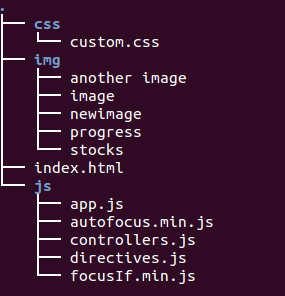 .
css
custom.css
img
another image
image
newimage
progress
stocks
index.html
js
app.js
autofocus.min.js
controllers.js
directives.js
focusIf.min.js